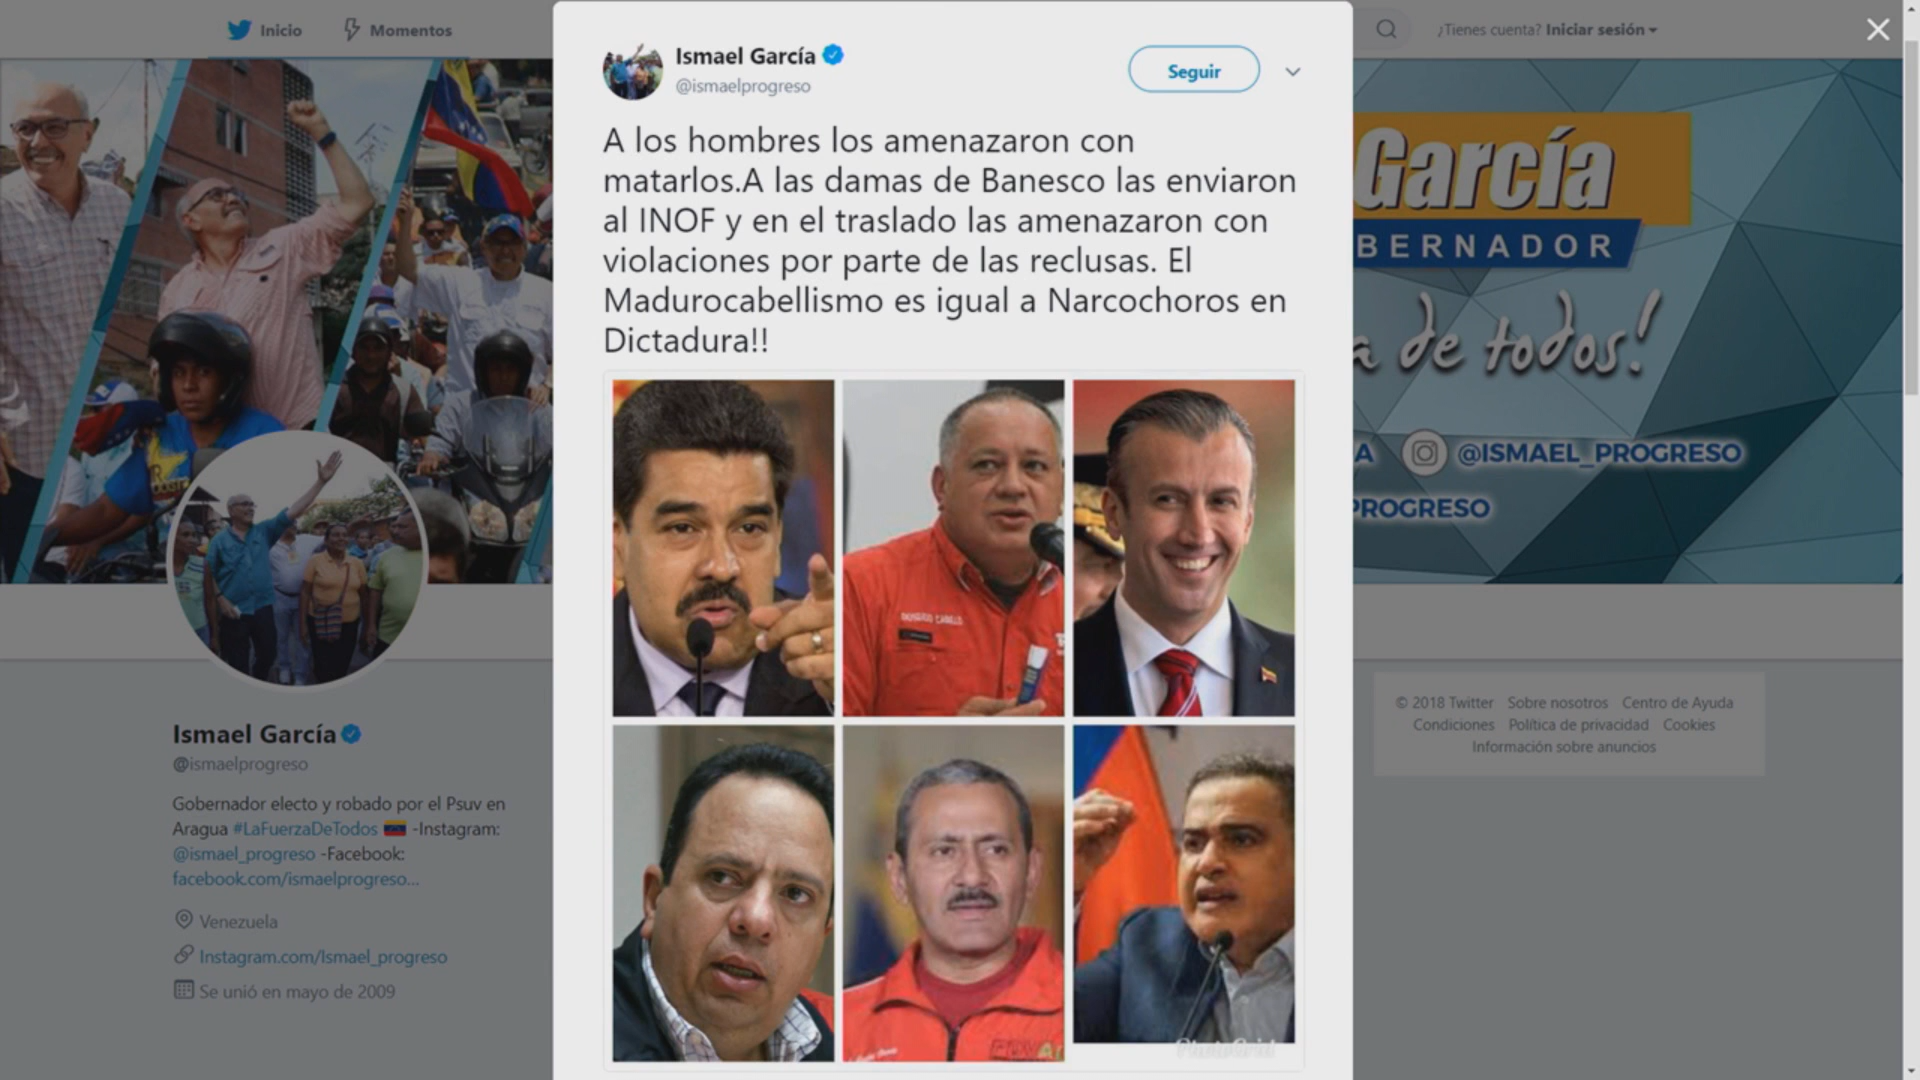 Inicio
Momentos
¿Tienes cuenta? Iniciar sesión
Ismael García
@ismaelprogreso
Seguir
A los hombres los amenazaron con
matarlos.A las damas de Banesco las enviaron
al INOF y en el traslado las amenazaron con
violaciones por parte de las reclusas. El
Madurocabellismo es igual a Narcochoros en
Dictadura!!
DIOSDADO CABELLO
PhotoGrid
García
BERNADOR
a de todos!
A @ISMAEL_PROGRESO
PROGRESO
Ismael García
@ismaelprogreso
Gobernador electo y robado por el Psuv en
Aragua #LaFuerzaDeTodos -Instagram:
@ismael_progreso -Facebook:
facebook.com/ismaelprogreso...
Venezuela
Instagram.com/Ismael_progreso
Se unió en mayo de 2009
© 2018 Twitter Sobre nosotros Centro de Ayuda
Condiciones Política de privacidad Cookies
Información sobre anuncios